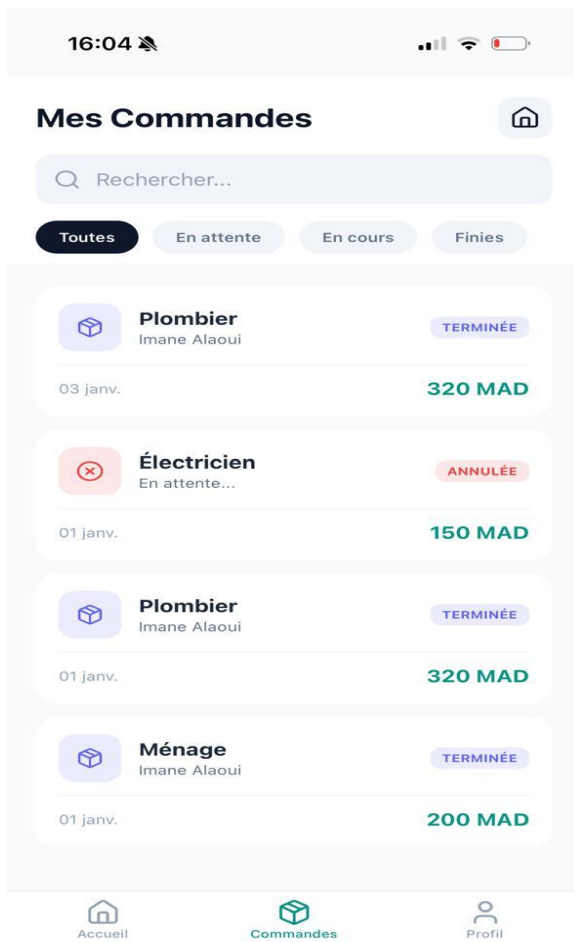 16:04
Mes Commandes
Rechercher...
Toutes En attente En cours Finies
Plombier
Imane Alaoui
TERMINÉE
03 janv.
320 MAD
Électricien
En attente...
ANNULÉE
01 janv.
150 MAD
Plombier
Imane Alaoui
TERMINÉE
01 janv.
320 MAD
Ménage
Imane Alaoui
TERMINÉE
01 janv.
200 MAD
Accueil Commandes Profil